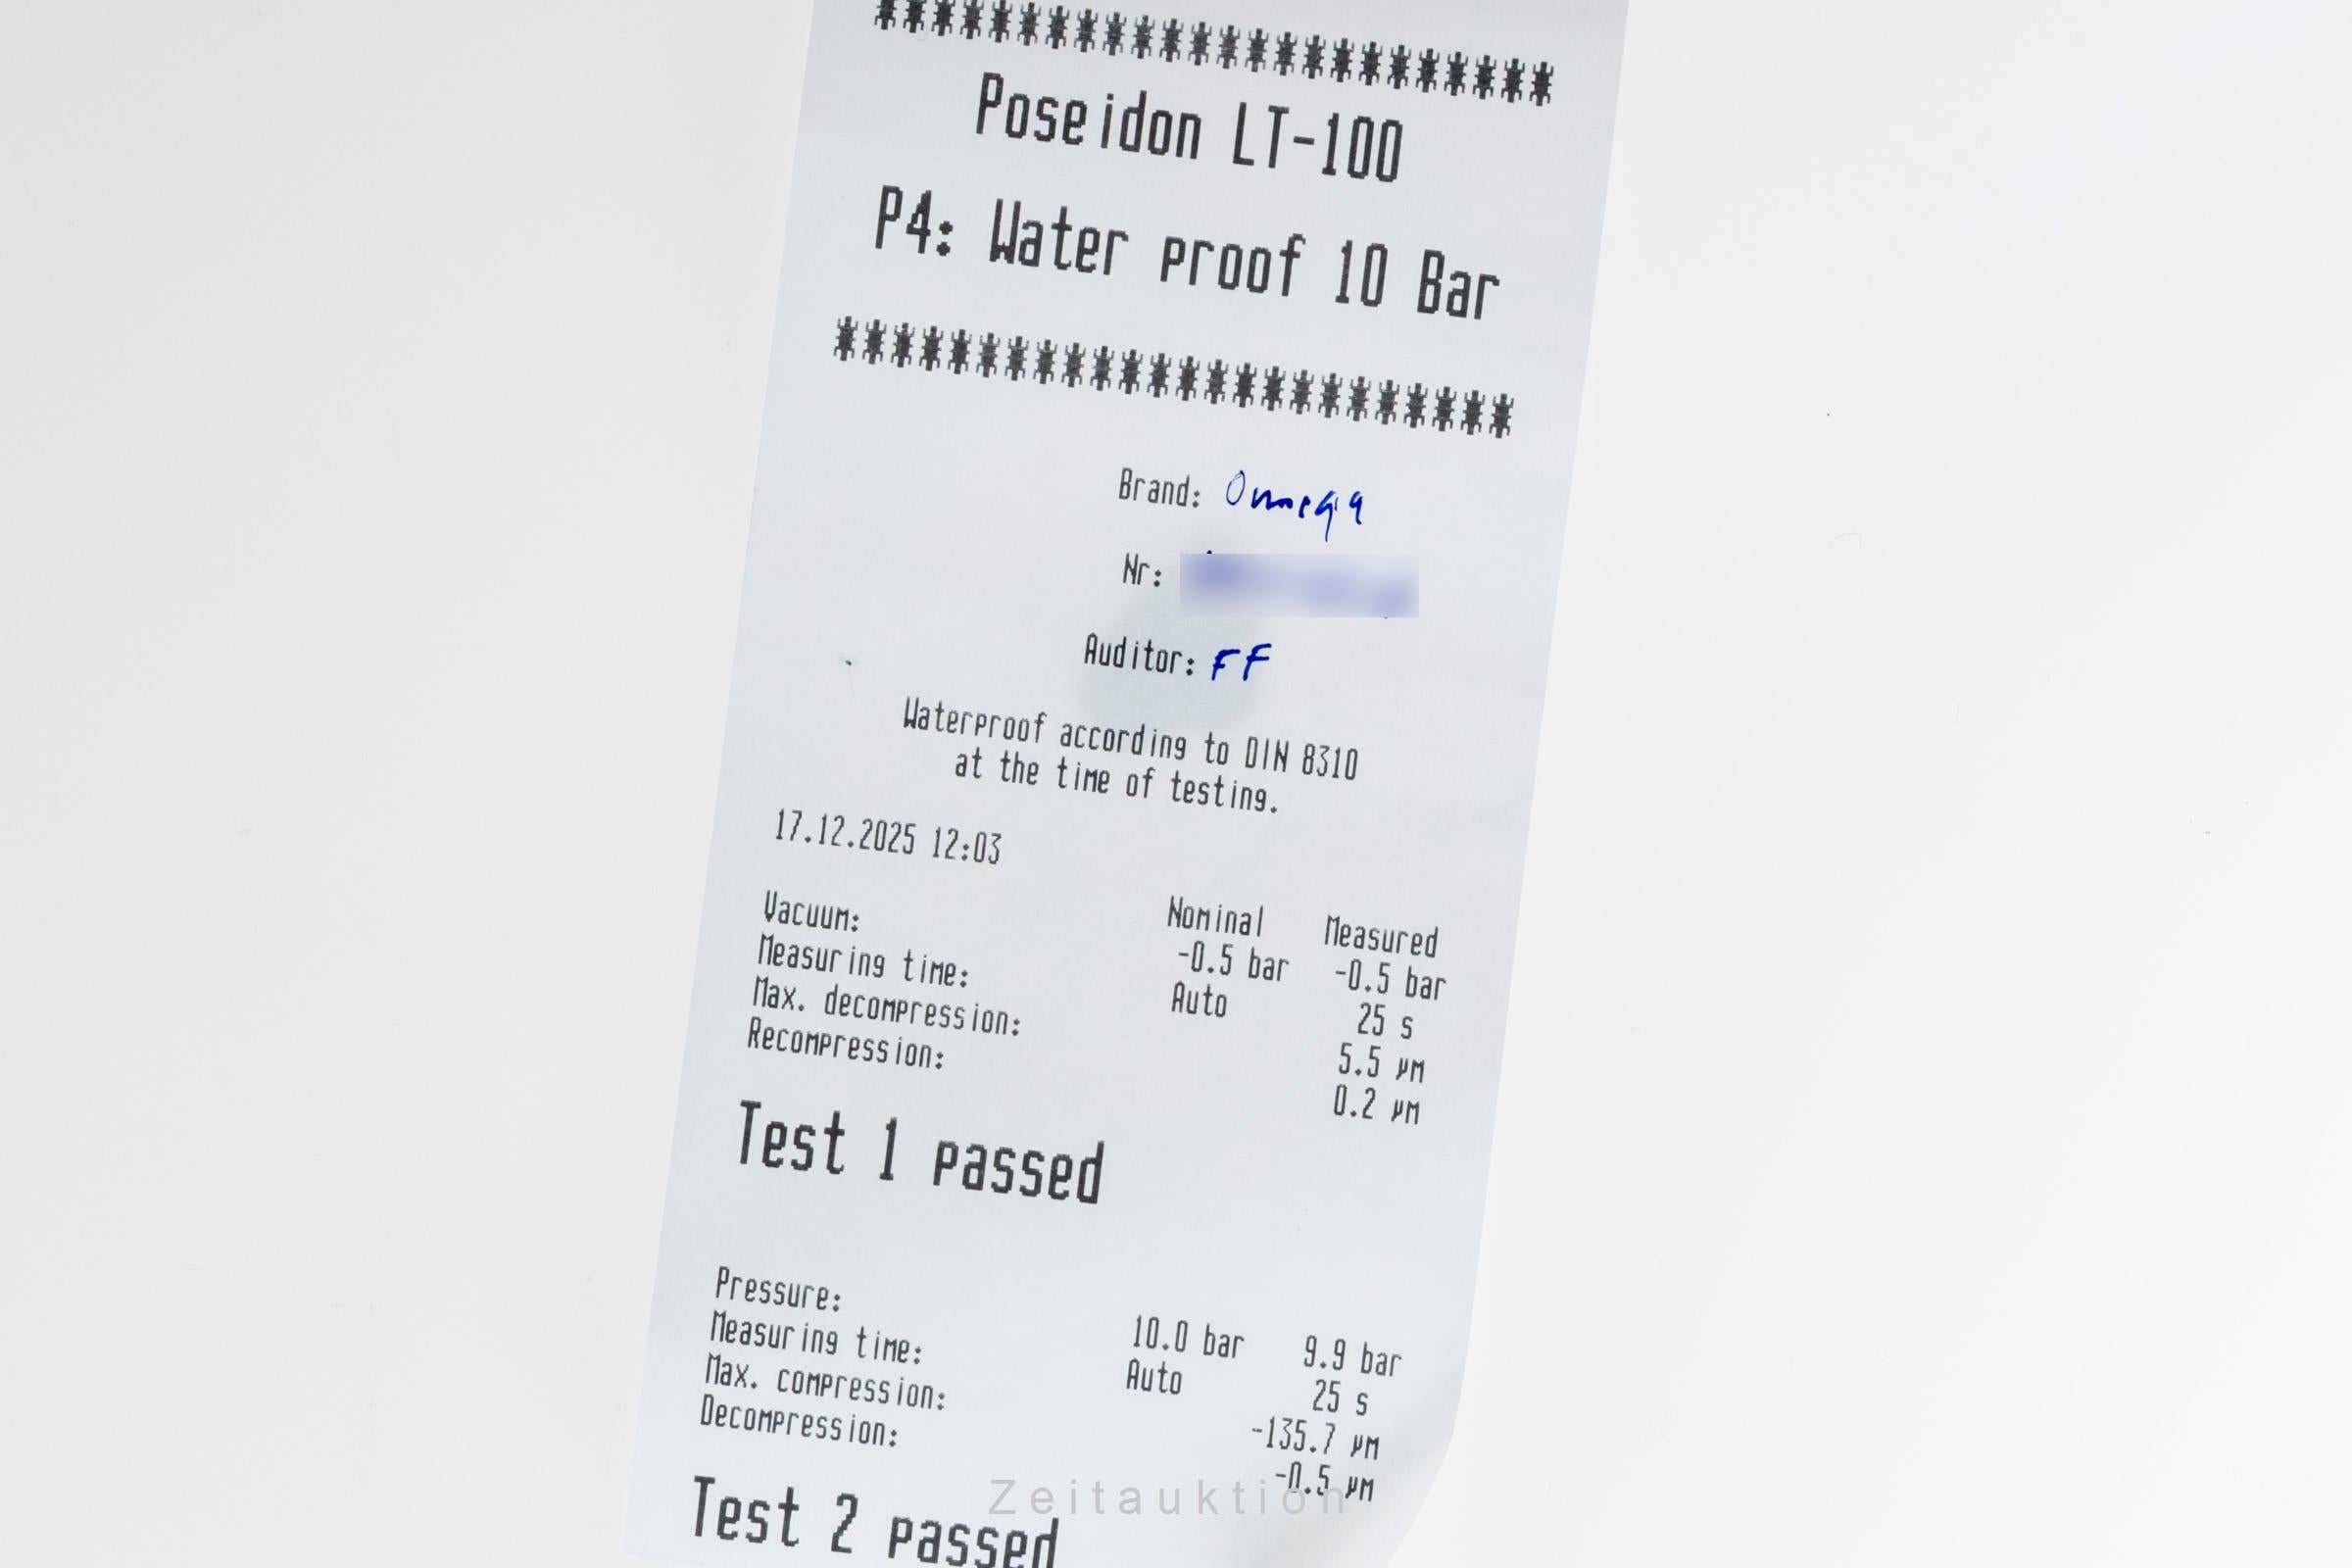 ************************
Poseidon LT-100
P4: Water proof 10 Bar
************************
Brand: Omega
Nr:
Auditor: FF
Waterproof according to DIN 8310
at the time of testing.
17.12.2025 12:03
Nominal Measured
Vacuum: -0.5 bar -0.5 bar
Measuring time: Auto 25 s
Max. decompression: 5.5 µm
Recompression: 0.2 µm
Test 1 passed
Pressure: 10.0 bar 9.9 bar
Measuring time: Auto 25 s
Max. compression: -135.7 µm
Decompression: -0.5 µm
Test 2 passed
Zeitauktion